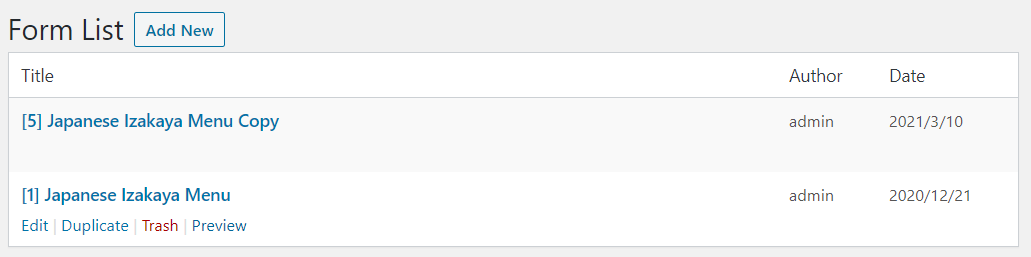 Form List Add New
Title Author Date
[5] Japanese Izakaya Menu Copy admin 2021/3/10
[1] Japanese Izakaya Menu admin 2020/12/21
Edit | Duplicate | Trash | Preview